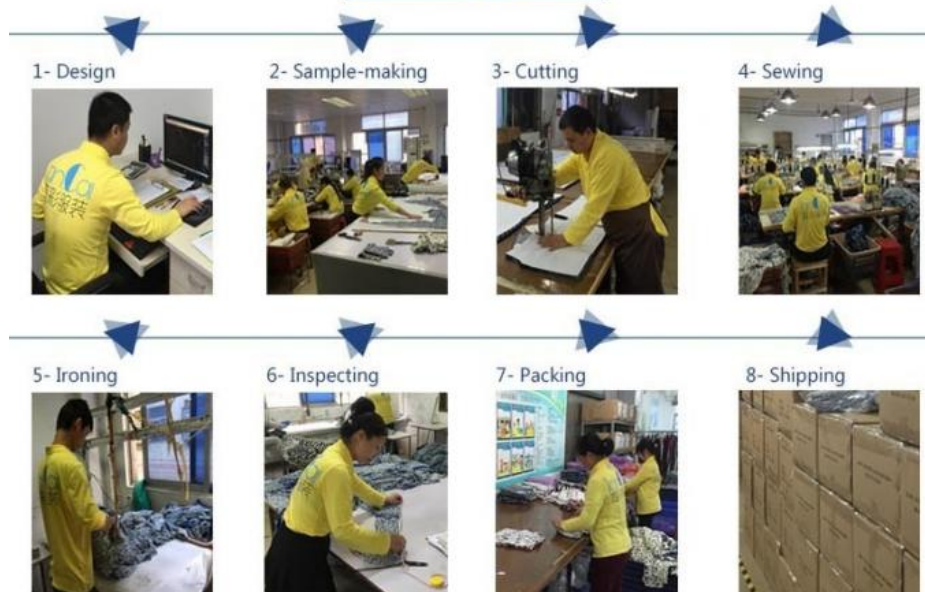 1- Design
2- Sample-making
3- Cutting
4- Sewing
5- Ironing
6- Inspecting
7- Packing
8- Shipping